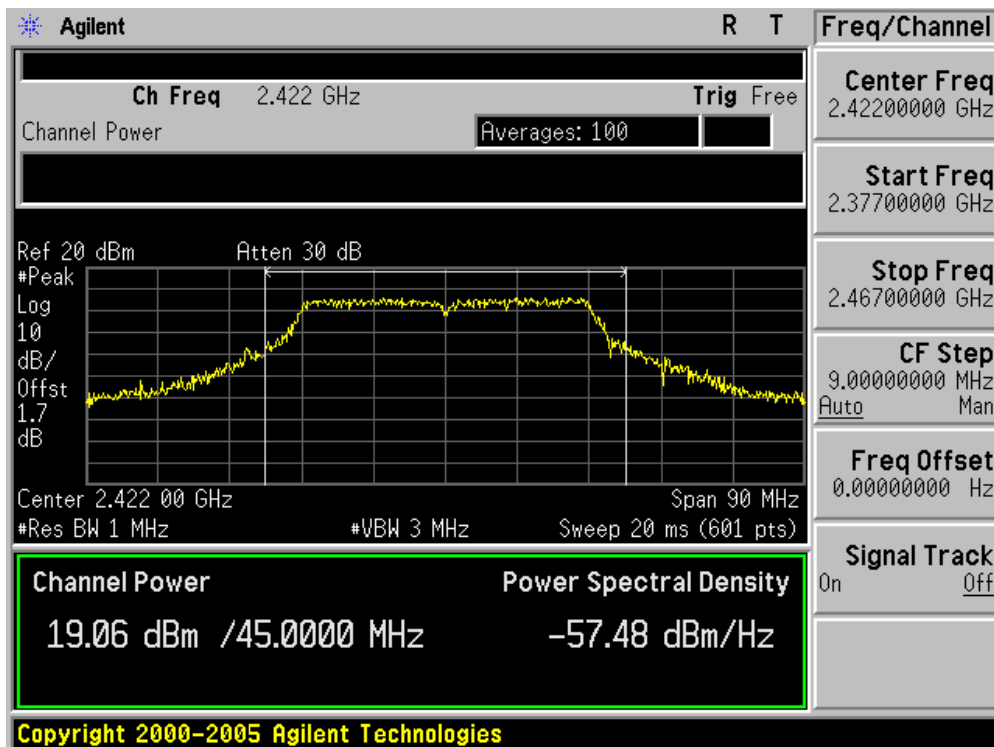 Agilent R T Freq/Channel
Ch Freq 2.422 GHz Trig Free
Channel Power Averages: 100
Center Freq
2.42200000 GHz
Start Freq
2.37700000 GHz
Stop Freq
2.46700000 GHz
CF Step
9.00000000 MHz
Auto Man
Freq Offset
0.00000000 Hz
Signal Track
On Off
Ref 20 dBm Atten 30 dB
#Peak
Log
10
dB/
Offst
1.7
dB
Center 2.422 00 GHz Span 90 MHz
#Res BW 1 MHz #VBW 3 MHz Sweep 20 ms (601 pts)
Channel Power Power Spectral Density
19.06 dBm /45.0000 MHz -57.48 dBm/Hz
Copyright 2000-2005 Agilent Technologies